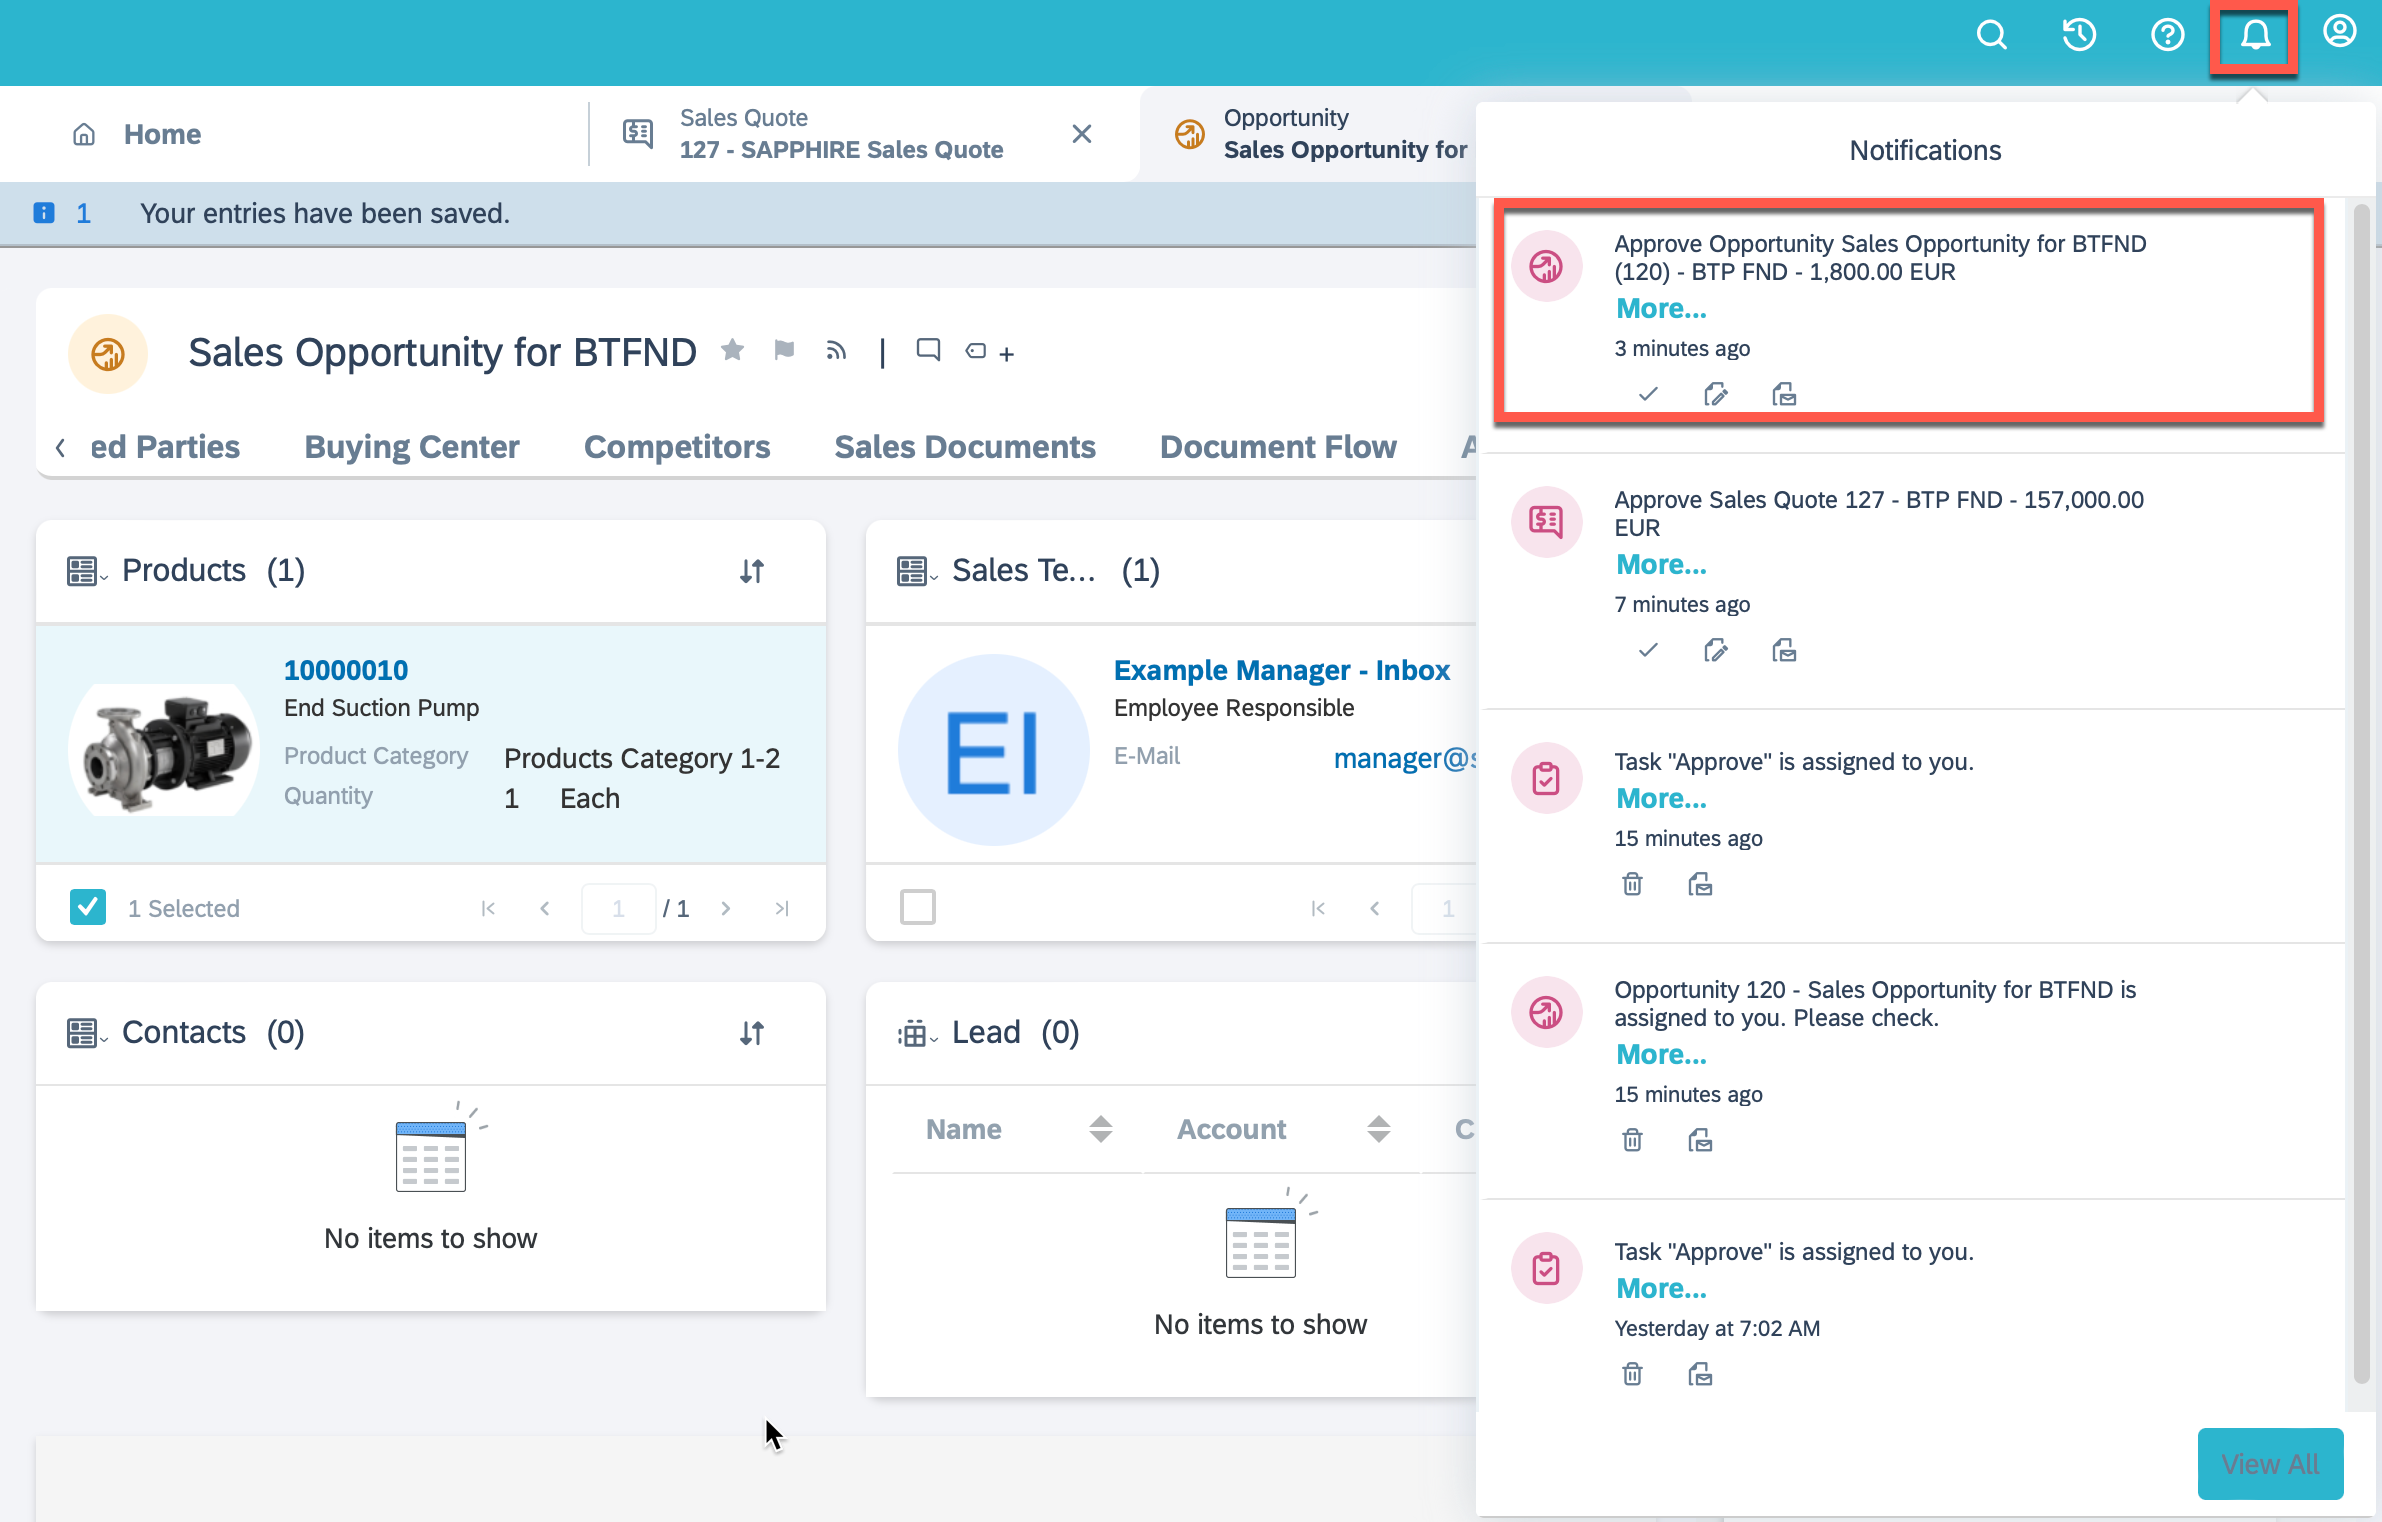 Home
Sales Quote
127 - SAPPHIRE Sales Quote
Opportunity
Sales Opportunity for
1 Your entries have been saved.
Sales Opportunity for BTFND
ed Parties
Buying Center
Competitors
Sales Documents
Document Flow
Products (1)
10000010
End Suction Pump
Product Category Products Category 1-2
Quantity 1 Each
1 Selected
1 / 1
Sales Te... (1)
EI
Example Manager - Inbox
Employee Responsible
E-Mail manager@s
1
Contacts (0)
No items to show
Lead (0)
Name Account C
No items to show
Notifications
Approve Opportunity Sales Opportunity for BTFND
(120) - BTP FND - 1,800.00 EUR
More...
3 minutes ago
Approve Sales Quote 127 - BTP FND - 157,000.00
EUR
More...
7 minutes ago
Task "Approve" is assigned to you.
More...
15 minutes ago
Opportunity 120 - Sales Opportunity for BTFND is
assigned to you. Please check.
More...
15 minutes ago
Task "Approve" is assigned to you.
More...
Yesterday at 7:02 AM
View All